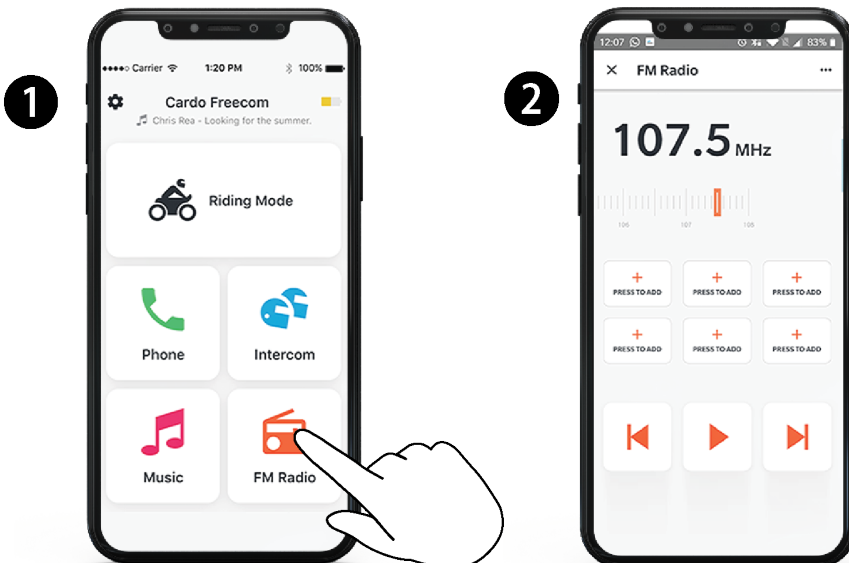 1
●●●●○ Carrier 1:20 PM 100%
Cardo Freecom
Chris Rea - Looking for the summer.
Riding Mode
Phone Intercom
Music FM Radio
2
12:07 83%
× FM Radio ...
107.5 MHz
106 107 108
+ + +
PRESS TO ADD PRESS TO ADD PRESS TO ADD
+ + +
PRESS TO ADD PRESS TO ADD PRESS TO ADD